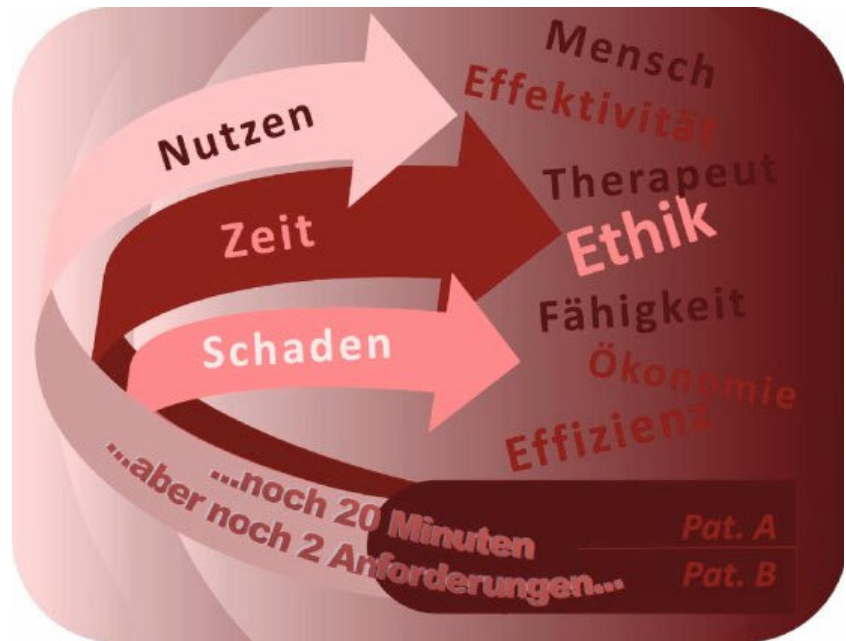 Mensch
Effektivität
Nutzen
Therapeut
Zeit
Ethik
Fähigkeit
Schaden
Ökonomie
Effizienz
...noch 20 Minuten
...aber noch 2 Anforderungen...
Pat. A
Pat. B